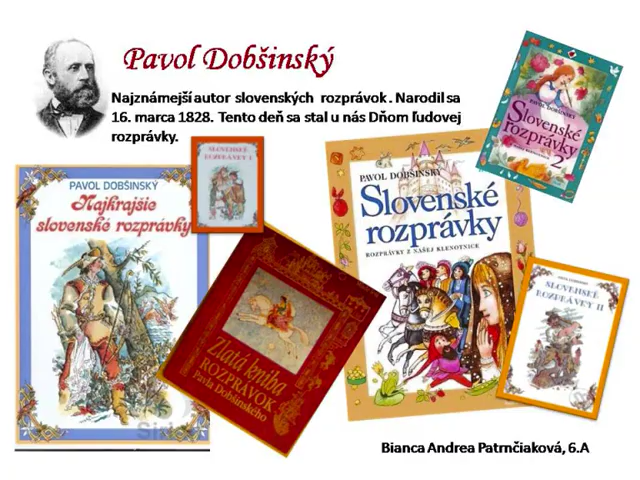 Pavol Dobšinský
Najznámejší autor slovenských rozprávok . Narodil sa
16. marca 1828. Tento deň sa stal u nás Dňom ľudovej
rozprávky.
PAVOL DOBŠINSKÝ
Najkrajšie
slovenské rozprávky
SLOVENSKÉ
ROZPRÁVKY I
Zlatá kniha
ROZPRÁVOK
Pavla Dobšinského
PAVOL DOBŠINSKÝ
Slovenské
rozprávky
ROZPRÁVKY Z NAŠEJ KLENOTNICE
PAVOL DOBŠINSKÝ
Slovenské
rozprávky
2
SLOVENSKÉ
ROZPRÁVKY II
Bianca Andrea Patrnčiaková, 6.A